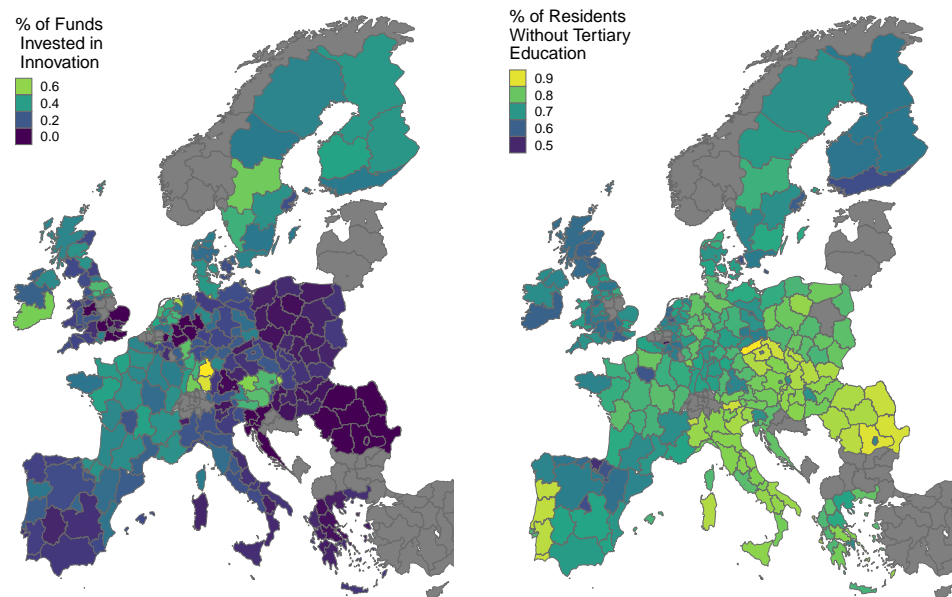 % of Funds
Invested in
Innovation
0.6
0.4
0.2
0.0
% of Residents
Without Tertiary
Education
0.9
0.8
0.7
0.6
0.5